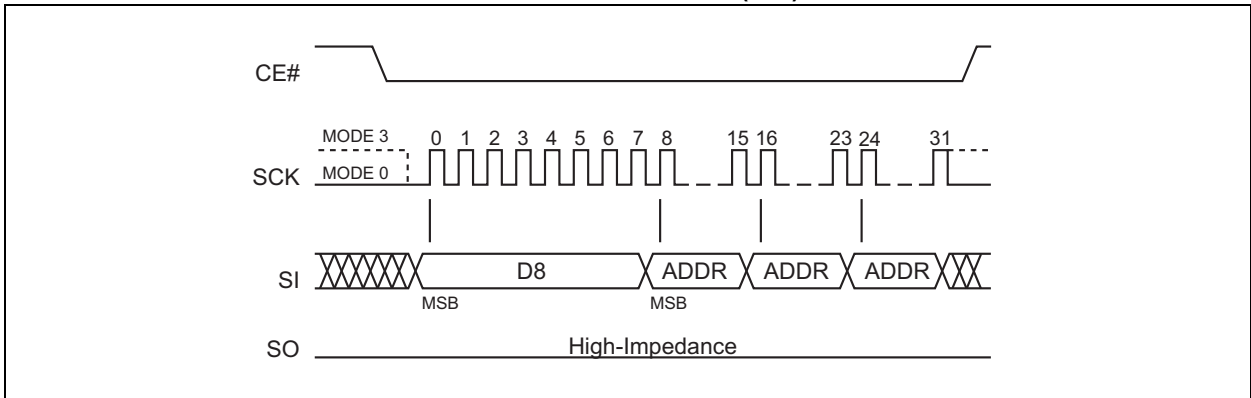 CE#
MODE 3 0 1 2 3 4 5 6 7 8 15 16 23 24 31
SCK MODE 0
SI D8 ADDR ADDR ADDR
MSB MSB
SO High-Impedance